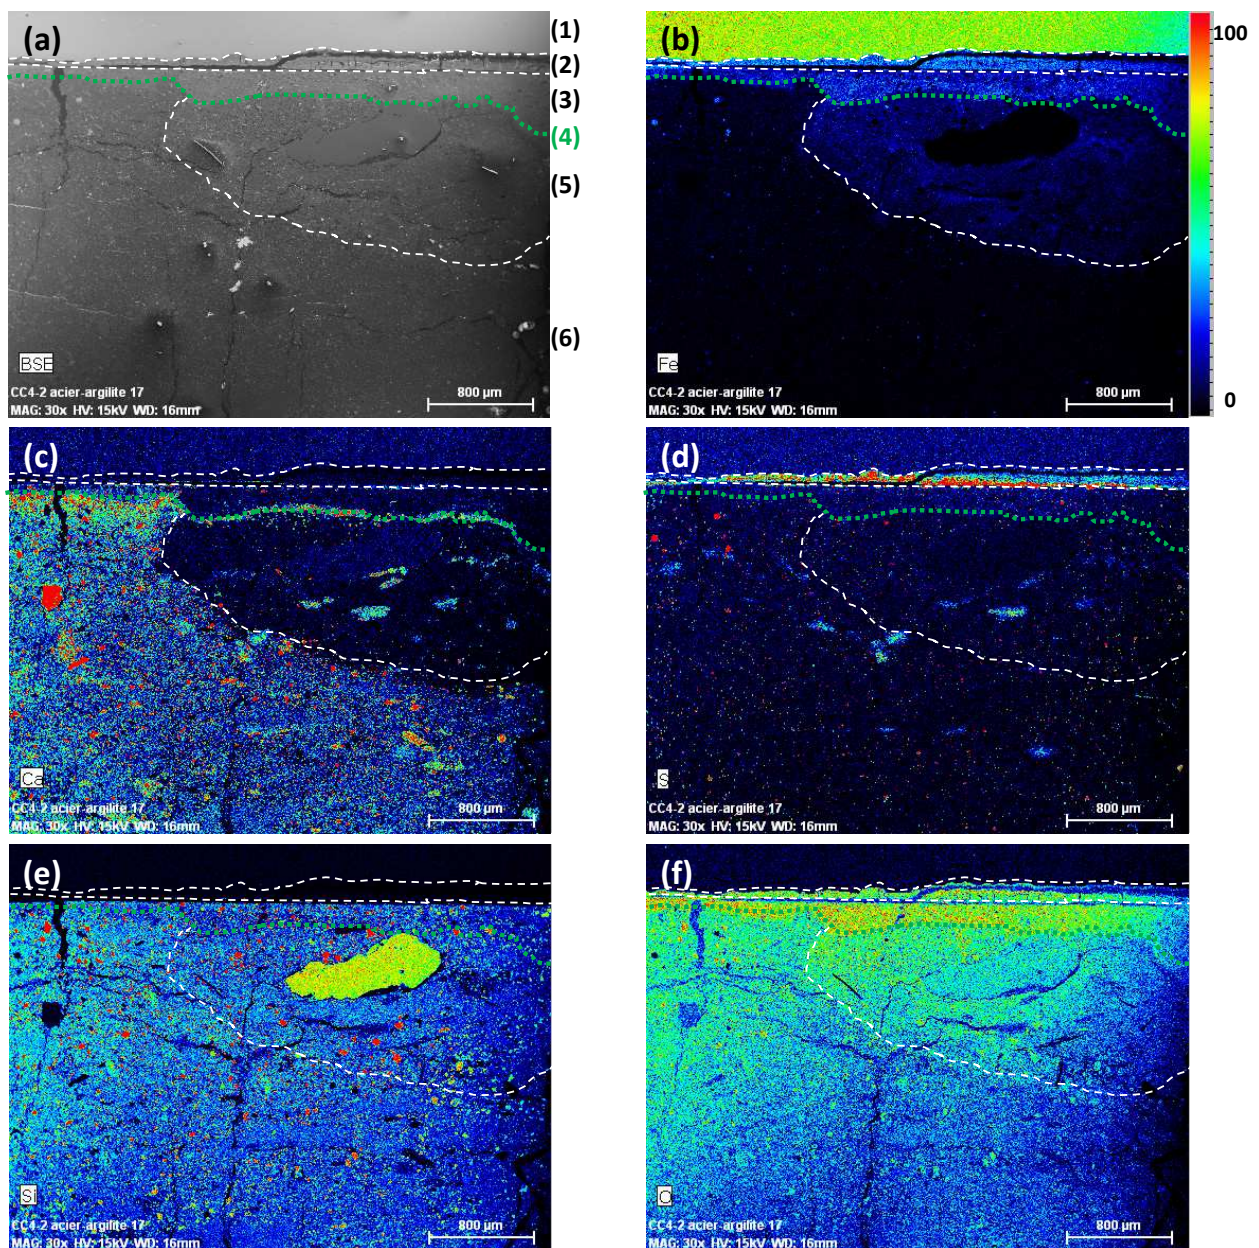 (a)
(1)
(2)
(3)
(4)
(5)
(6)
BSE
CC4-2 acier-argilite 17
MAG: 30x HV: 15kV WD: 16mm
800 µm
(b)
100
0
Fe
CC4-2 acier-argilite 17
MAG: 30x HV: 15kV WD: 16mm
800 µm
(c)
Ca
CC4-2 acier-argilite 17
MAG: 30x HV: 15kV WD: 16mm
800 µm
(d)
S
CC4-2 acier-argilite 17
MAG: 30x HV: 15kV WD: 16mm
800 µm
(e)
Si
CC4-2 acier-argilite 17
MAG: 30x HV: 15kV WD: 16mm
800 µm
(f)
O
CC4-2 acier-argilite 17
MAG: 30x HV: 15kV WD: 16mm
800 µm